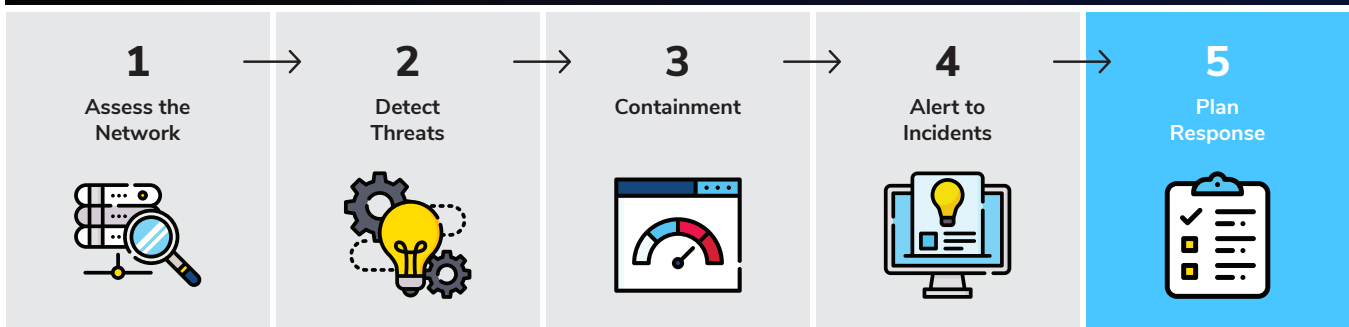 1
Assess the
Network
2
Detect
Threats
3
Containment
4
Alert to
Incidents
5
Plan
Response